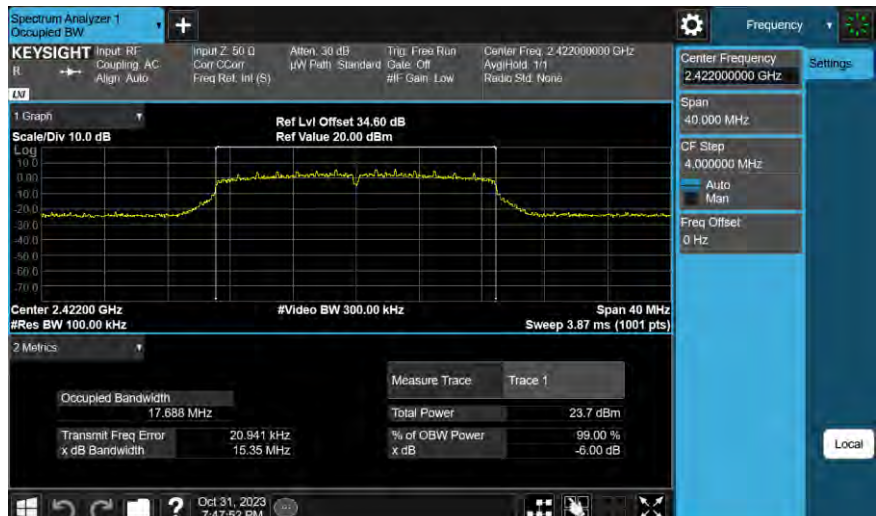 Spectrum Analyzer 1
Occupied BW
+
Frequency
KEYSIGHT
R
LXI
Input: RF
Coupling: AC
Align: Auto
Input Z: 50 Ω
Corr CCorr
Freq Ref: Int (S)
Atten: 30 dB
µW Path: Standard
Trig: Free Run
Gate: Off
#IF Gain: Low
Center Freq: 2.422000000 GHz
Avg|Hold: 1/1
Radio Std: None
Center Frequency
2.422000000 GHz
Settings
Span
40.000 MHz
CF Step
4.000000 MHz
Auto
Man
Freq Offset
0 Hz
1 Graph
Scale/Div 10.0 dB
Ref Lvl Offset 34.60 dB
Ref Value 20.00 dBm
Log
10.0
0.00
-10.0
-20.0
-30.0
-40.0
-50.0
-60.0
-70.0
Center 2.42200 GHz
#Res BW 100.00 kHz
#Video BW 300.00 kHz
Span 40 MHz
Sweep 3.87 ms (1001 pts)
2 Metrics
Occupied Bandwidth
17.688 MHz
Transmit Freq Error 20.941 kHz
x dB Bandwidth 15.35 MHz
Measure Trace Trace 1
Total Power 23.7 dBm
% of OBW Power 99.00 %
x dB -6.00 dB
Local
?
Oct 31, 2023
7:47:52 PM